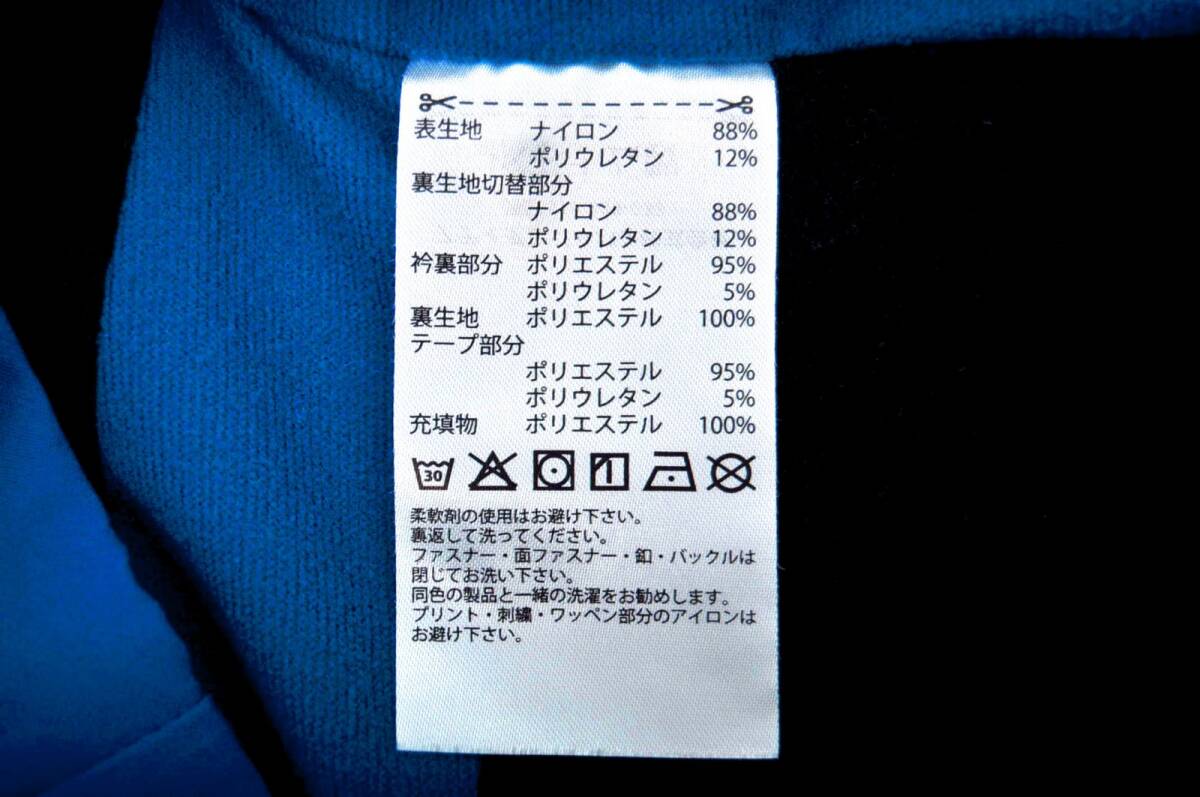 表生地 ナイロン 88%
ポリウレタン 12%
裏生地切替部分
ナイロン 88%
ポリウレタン 12%
衿裏部分 ポリエステル 95%
ポリウレタン 5%
裏生地 ポリエステル 100%
テープ部分
ポリエステル 95%
ポリウレタン 5%
充填物 ポリエステル 100%
30
柔軟剤の使用はお避け下さい。
裏返して洗ってください。
ファスナー・面ファスナー・釦・バックルは
閉じてお洗い下さい。
同色の製品と一緒の洗濯をお勧めします。
プリント・刺繍・ワッペン部分のアイロンは
お避け下さい。